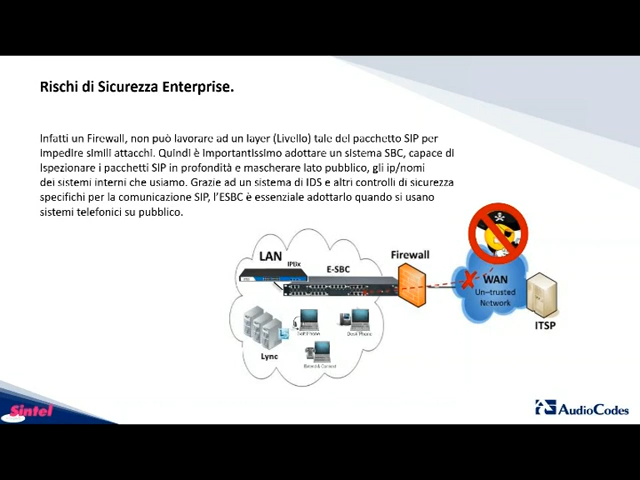 Rischi di Sicurezza Enterprise.
Infatti un Firewall, non può lavorare ad un layer (Livello) tale del pacchetto SIP per
impedire simili attacchi. Quindi è importantissimo adottare un sistema SBC, capace di
ispezionare i pacchetti SIP in profondità e mascherare lato pubblico, gli ip/nomi
dei sistemi interni che usiamo. Grazie ad un sistema di IDS e altri controlli di sicurezza
specifici per la comunicazione SIP, l'ESBC è essenziale adottarlo quando si usano
sistemi telefonici su pubblico.
LAN
IPBx
E-SBC
Firewall
WAN
Un-trusted
Network
ITSP
Lync
Sintel
AudioCodes